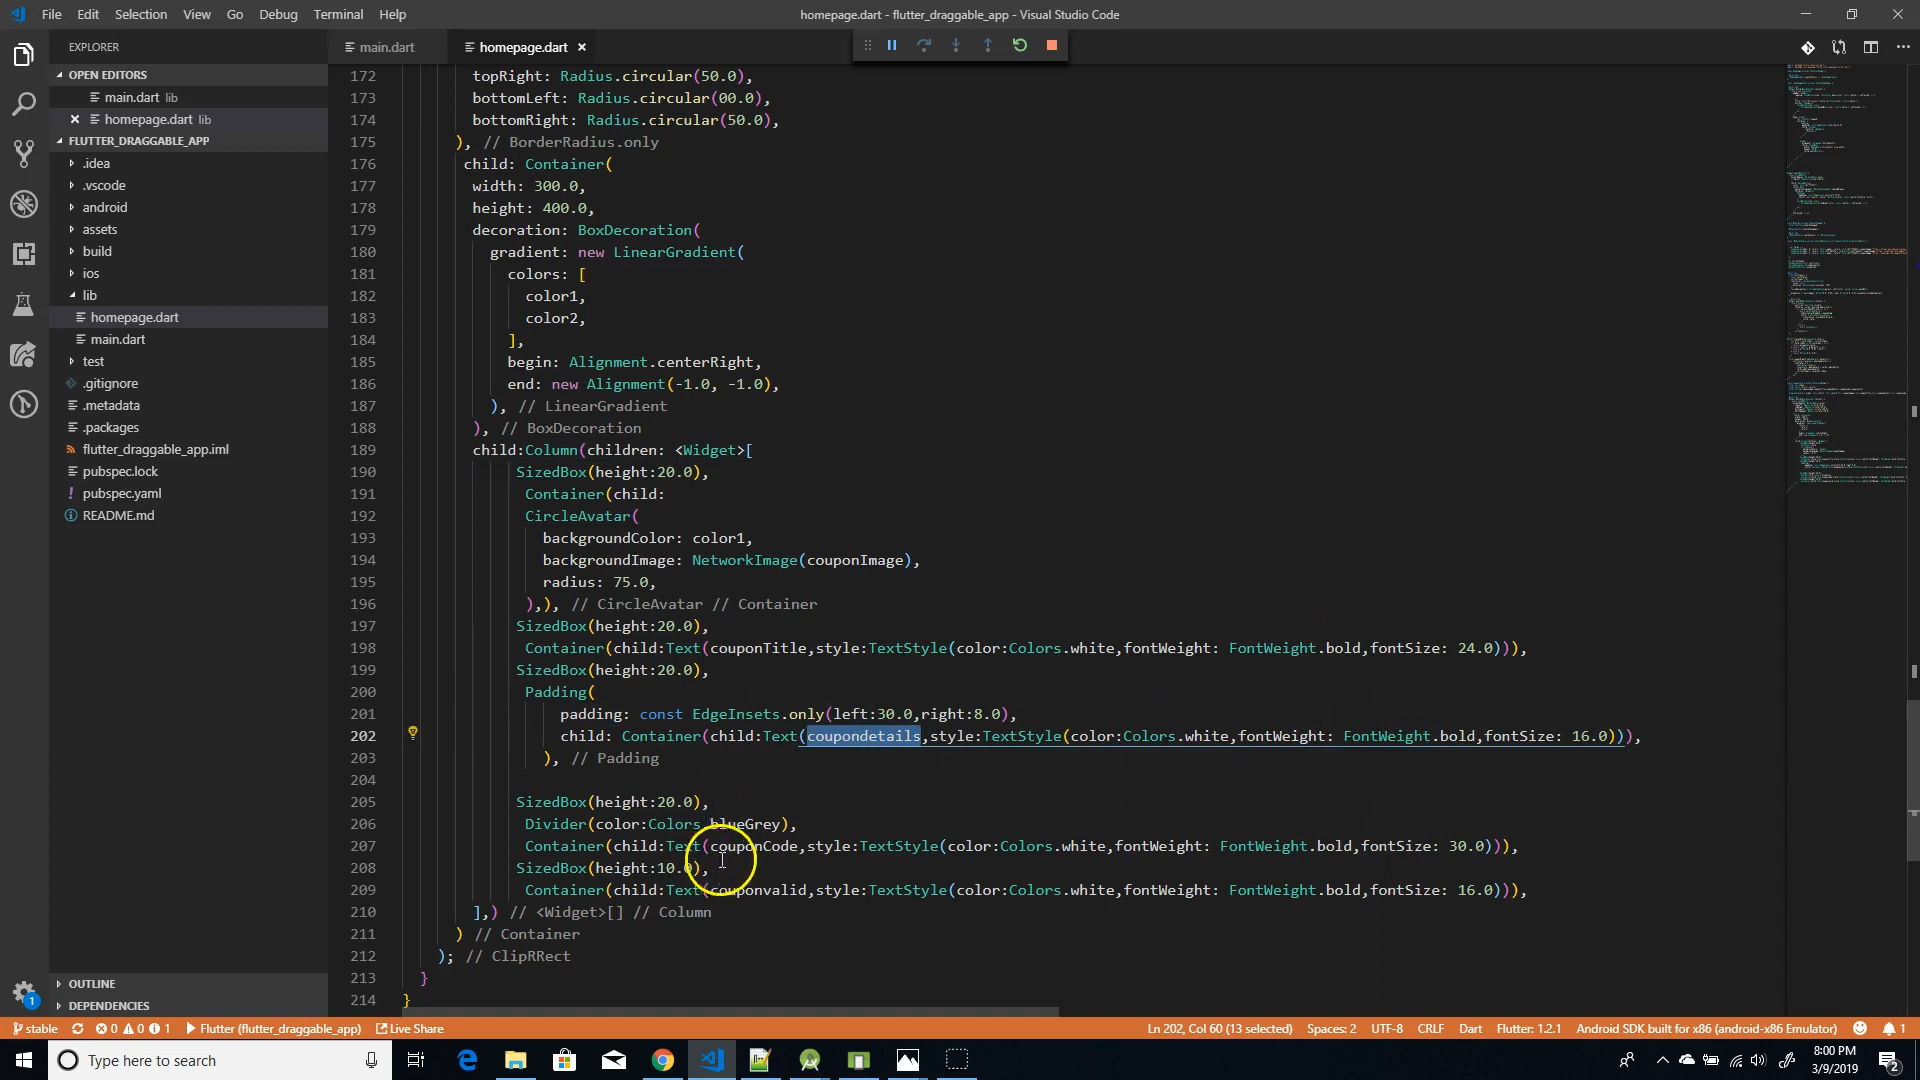 File Edit Selection View Go Debug Terminal Help
homepage.dart - flutter_draggable_app - Visual Studio Code
EXPLORER
main.dart
homepage.dart
OPEN EDITORS
main.dart lib
homepage.dart lib
FLUTTER_DRAGGABLE_APP
.idea
.vscode
android
assets
build
ios
lib
homepage.dart
main.dart
test
.gitignore
.metadata
.packages
flutter_draggable_app.iml
pubspec.lock
pubspec.yaml
README.md
OUTLINE
DEPENDENCIES
1
172 topRight: Radius.circular(50.0),
173 bottomLeft: Radius.circular(00.0),
174 bottomRight: Radius.circular(50.0),
175 ), // BorderRadius.only
176 child: Container(
177 width: 300.0,
178 height: 400.0,
179 decoration: BoxDecoration(
180 gradient: new LinearGradient(
181 colors: [
182 color1,
183 color2,
184 ],
185 begin: Alignment.centerRight,
186 end: new Alignment(-1.0, -1.0),
187 ), // LinearGradient
188 ), // BoxDecoration
189 child:Column(children: <Widget>[
190 SizedBox(height:20.0),
191 Container(child:
192 CircleAvatar(
193 backgroundColor: color1,
194 backgroundImage: NetworkImage(couponImage),
195 radius: 75.0,
196 ),), // CircleAvatar // Container
197 SizedBox(height:20.0),
198 Container(child:Text(couponTitle,style:TextStyle(color:Colors.white,fontWeight: FontWeight.bold,fontSize: 24.0))),
199 SizedBox(height:20.0),
200 Padding(
201 padding: const EdgeInsets.only(left:30.0,right:8.0),
202 child: Container(child:Text(coupondetails,style:TextStyle(color:Colors.white,fontWeight: FontWeight.bold,fontSize: 16.0))),
203 ), // Padding
204
205 SizedBox(height:20.0),
206 Divider(color:Colors.blueGrey),
207 Container(child:Text(couponCode,style:TextStyle(color:Colors.white,fontWeight: FontWeight.bold,fontSize: 30.0))),
208 SizedBox(height:10.0),
209 Container(child:Text(couponvalid,style:TextStyle(color:Colors.white,fontWeight: FontWeight.bold,fontSize: 16.0))),
210 ],) // <Widget>[] // Column
211 ) // Container
212 ); // ClipRRect
213 }
214 }
stable 0 0 1 Flutter (flutter_draggable_app) Live Share
Ln 202, Col 60 (13 selected) Spaces: 2 UTF-8 CRLF Dart Flutter: 1.2.1 Android SDK built for x86 (android-x86 Emulator) 1
Type here to search
8:00 PM
3/9/2019
2